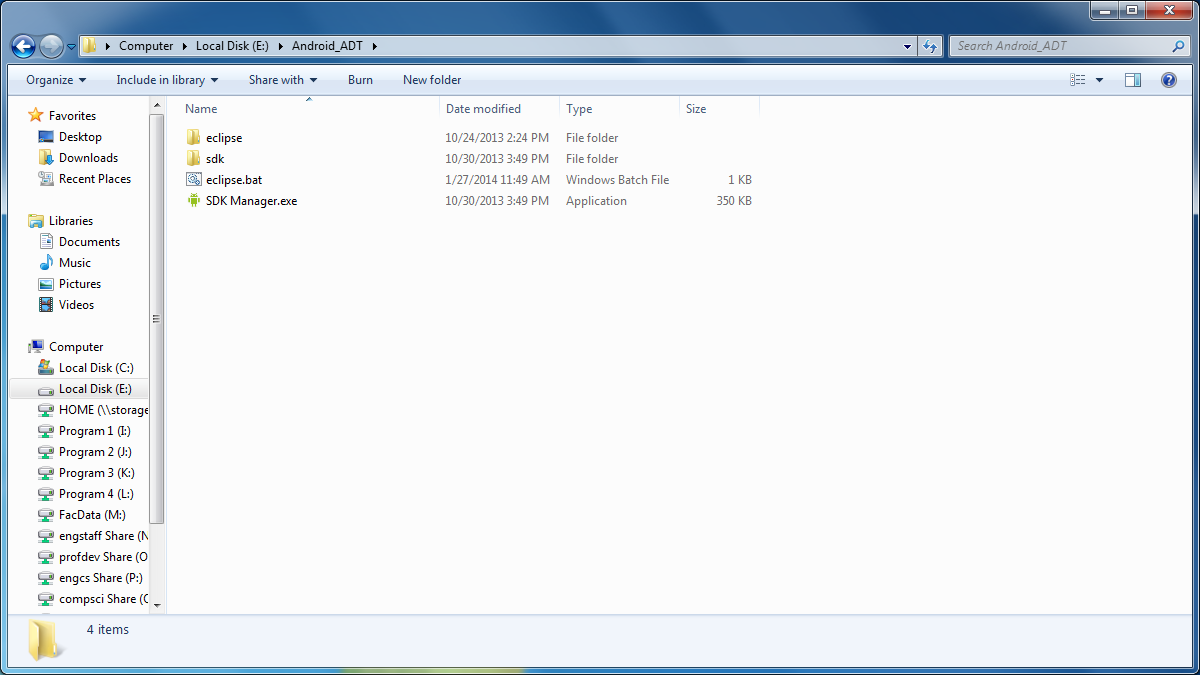 Computer Local Disk (E:) Android_ADT Search Android_ADT
Organize Include in library Share with Burn New folder
Name Date modified Type Size
eclipse 10/24/2013 2:24 PM File folder
sdk 10/30/2013 3:49 PM File folder
eclipse.bat 1/27/2014 11:49 AM Windows Batch File 1 KB
SDK Manager.exe 10/30/2013 3:49 PM Application 350 KB
Favorites
Desktop
Downloads
Recent Places
Libraries
Documents
Music
Pictures
Videos
Computer
Local Disk (C:)
Local Disk (E:)
HOME (\\storage
Program 1 (I:)
Program 2 (J:)
Program 3 (K:)
Program 4 (L:)
FacData (M:)
engstaff Share (N
profdev Share (O
engcs Share (P:)
compsci Share (
4 items